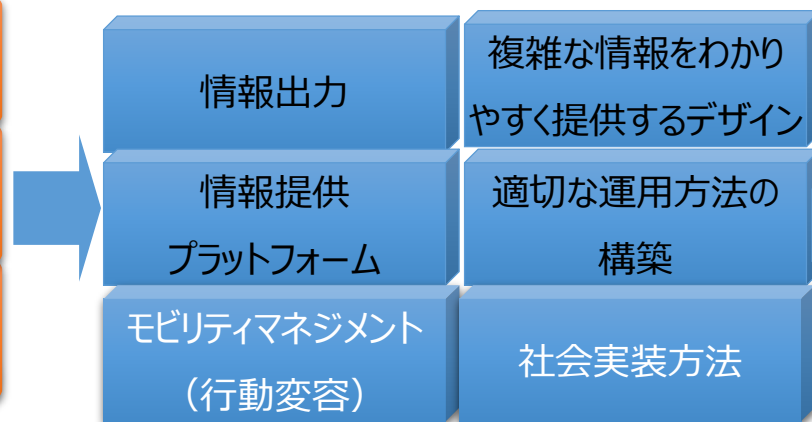 情報出力
複雑な情報をわかり
やすく提供するデザイン
情報提供
プラットフォーム
適切な運用方法の
構築
モビリティマネジメント
（行動変容）
社会実装方法